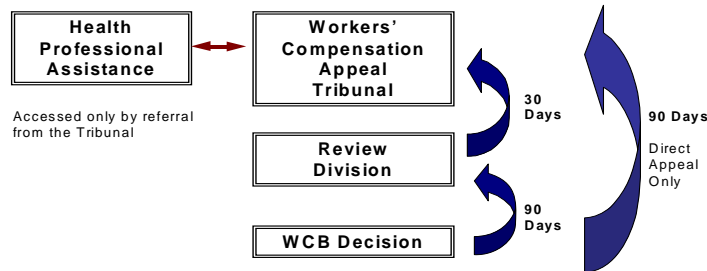 Health
Professional
Assistance
Accessed only by referral
from the Tribunal
Workers’
Compensation
Appeal
Tribunal
Review
Division
WCB Decision
30
Days
90
Days
90 Days
Direct
Appeal
Only